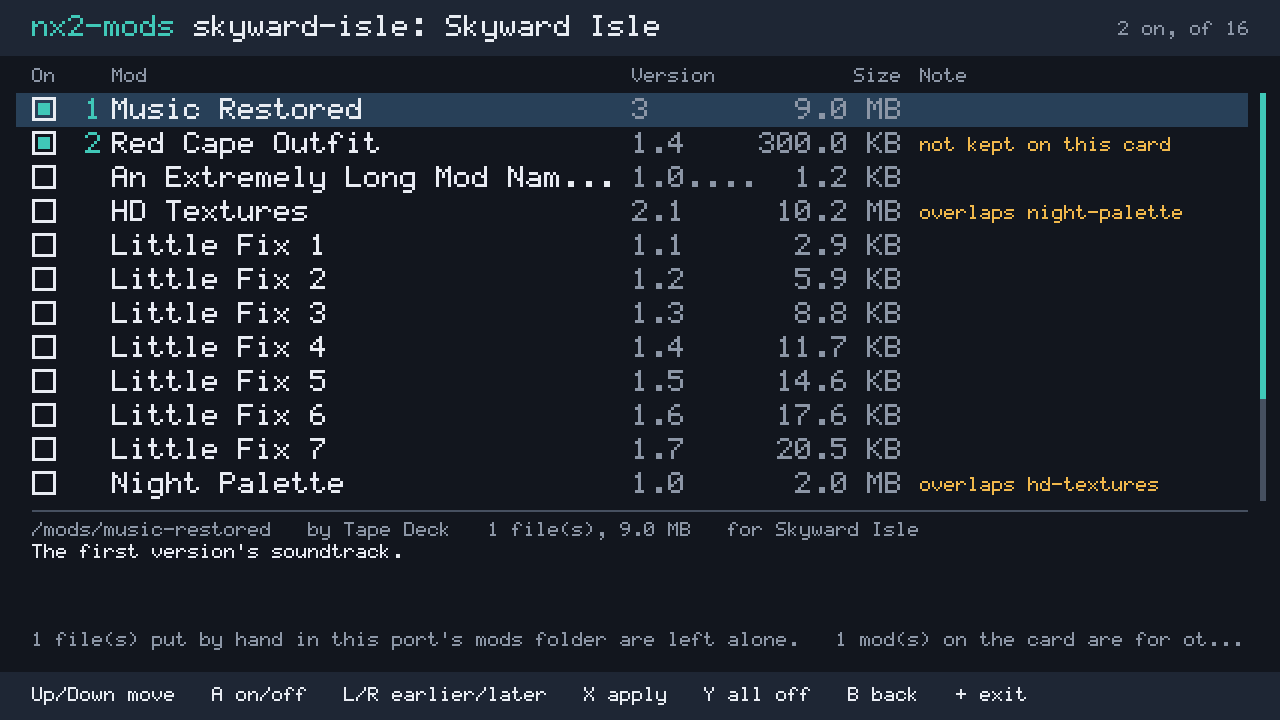 nx2-mods skyward-isle: Skyward Isle 2 on, of 16
On Mod Version Size Note
1 Music Restored 3 9.0 MB
2 Red Cape Outfit 1.4 300.0 KB not kept on this card
An Extremely Long Mod Nam... 1.0.... 1.2 KB
HD Textures 2.1 10.2 MB overlaps night-palette
Little Fix 1 1.1 2.9 KB
Little Fix 2 1.2 5.9 KB
Little Fix 3 1.3 8.8 KB
Little Fix 4 1.4 11.7 KB
Little Fix 5 1.5 14.6 KB
Little Fix 6 1.6 17.6 KB
Little Fix 7 1.7 20.5 KB
Night Palette 1.0 2.0 MB overlaps hd-textures
/mods/music-restored by Tape Deck 1 file(s), 9.0 MB for Skyward Isle
The first version's soundtrack.
1 file(s) put by hand in this port's mods folder are left alone. 1 mod(s) on the card are for ot...
Up/Down move A on/off L/R earlier/later X apply Y all off B back + exit